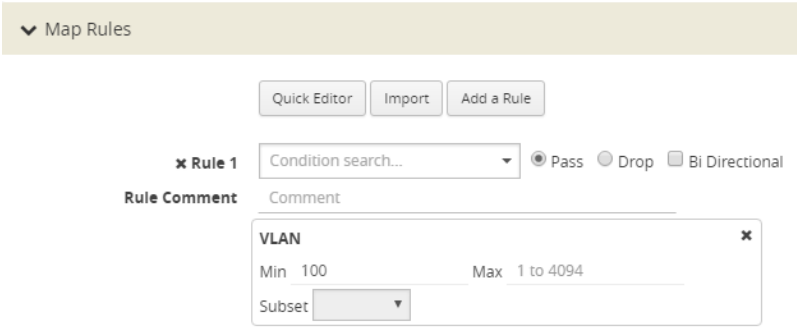 Map Rules
Quick Editor Import Add a Rule
× Rule 1 Condition search... Pass Drop Bi Directional
Rule Comment Comment
VLAN ×
Min 100 Max 1 to 4094
Subset